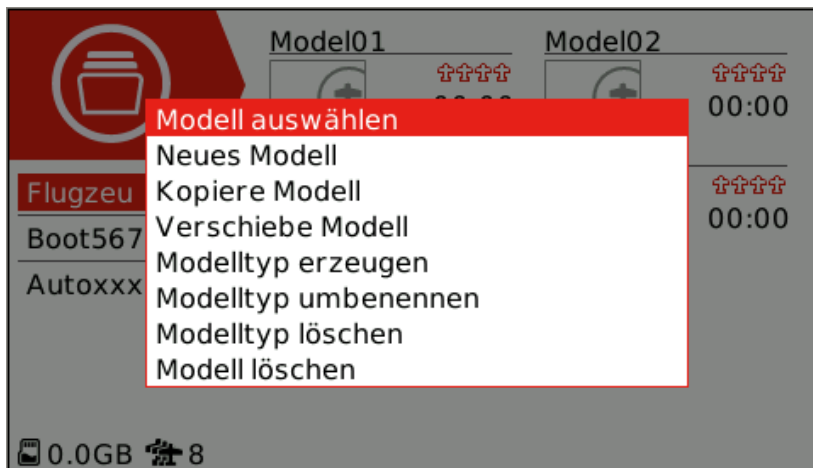 Model01
Model02
00:00
Modell auswählen
Neues Modell
Kopiere Modell
Verschiebe Modell
Modelltyp erzeugen
Modelltyp umbenennen
Modelltyp löschen
Modell löschen
Flugzeu
Boot567
Autoxxx
00:00
0.0GB
8